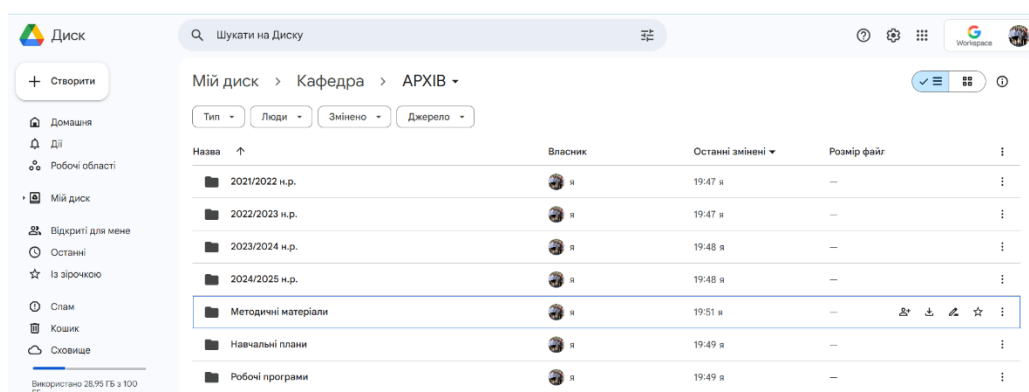 Диск
Шукати на Диску
Google Workspace
Створити
Мій диск > Кафедра > АРХІВ
Тип Люди Змінено Джерело
Домашня
Дії
Робочі області
Мій диск
Відкриті для мене
Останні
Із зірочкою
Спам
Кошик
Сховище
Використано 28,95 ГБ з 100
Назва Власник Останні змінені Розмір файл
2021/2022 н.р. я 19:47 я —
2022/2023 н.р. я 19:47 я —
2023/2024 н.р. я 19:48 я —
2024/2025 н.р. я 19:48 я —
Методичні матеріали я 19:51 я —
Навчальні плани я 19:49 я —
Робочі програми я 19:49 я —